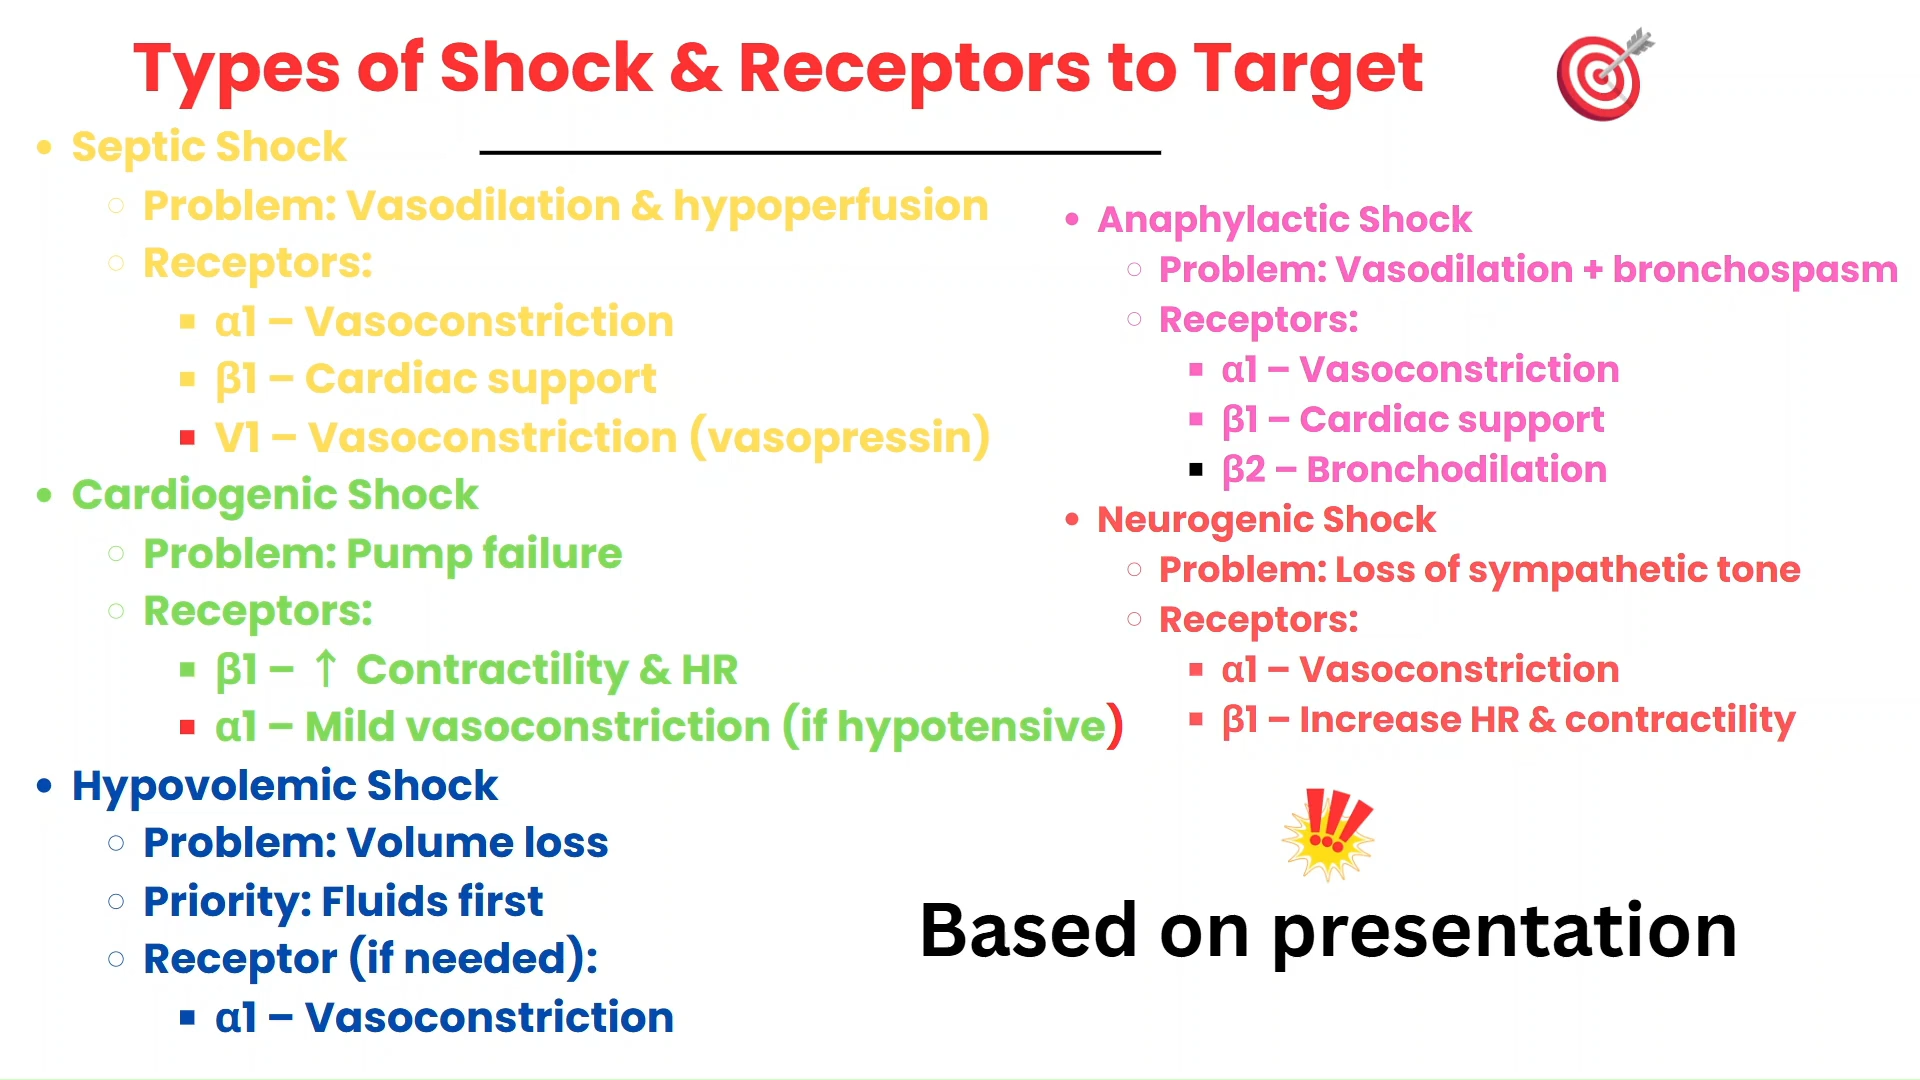 Types of Shock & Receptors to Target
• Septic Shock
○ Problem: Vasodilation & hypoperfusion
○ Receptors:
▪ α1 – Vasoconstriction
▪ β1 – Cardiac support
▪ V1 – Vasoconstriction (vasopressin)
• Cardiogenic Shock
○ Problem: Pump failure
○ Receptors:
▪ β1 – ↑ Contractility & HR
▪ α1 – Mild vasoconstriction (if hypotensive)
• Hypovolemic Shock
○ Problem: Volume loss
○ Priority: Fluids first
○ Receptor (if needed):
▪ α1 – Vasoconstriction
• Anaphylactic Shock
○ Problem: Vasodilation + bronchospasm
○ Receptors:
▪ α1 – Vasoconstriction
▪ β1 – Cardiac support
▪ β2 – Bronchodilation
• Neurogenic Shock
○ Problem: Loss of sympathetic tone
○ Receptors:
▪ α1 – Vasoconstriction
▪ β1 – Increase HR & contractility
Based on presentation